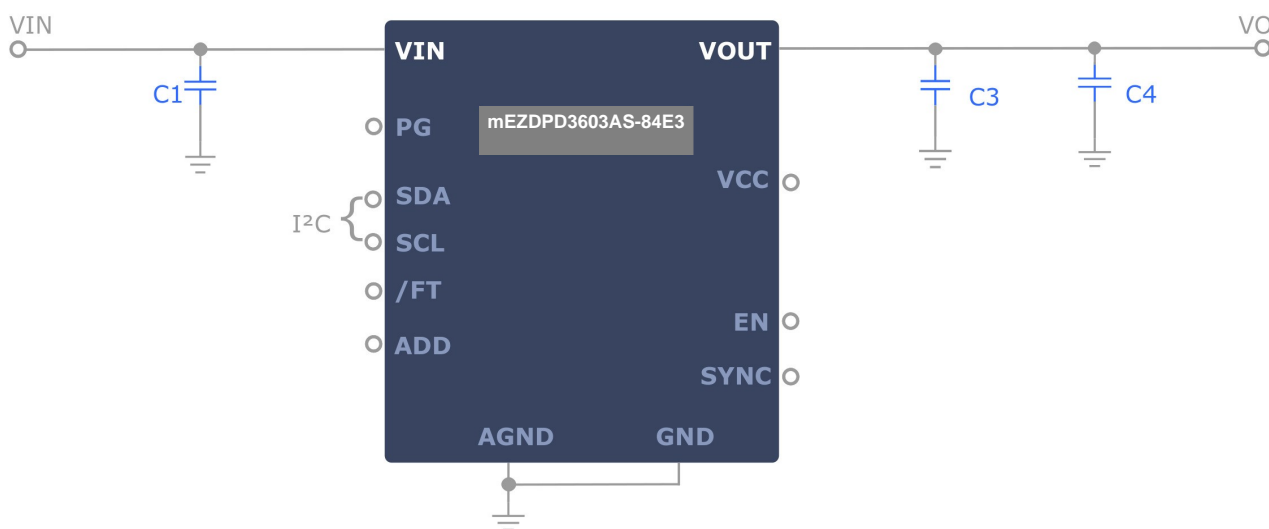 VIN
VO
VIN
VOUT
C1
C3
C4
mEZDPD3603AS-84E3
PG
VCC
SDA
I²C
SCL
/FT
EN
ADD
SYNC
AGND
GND